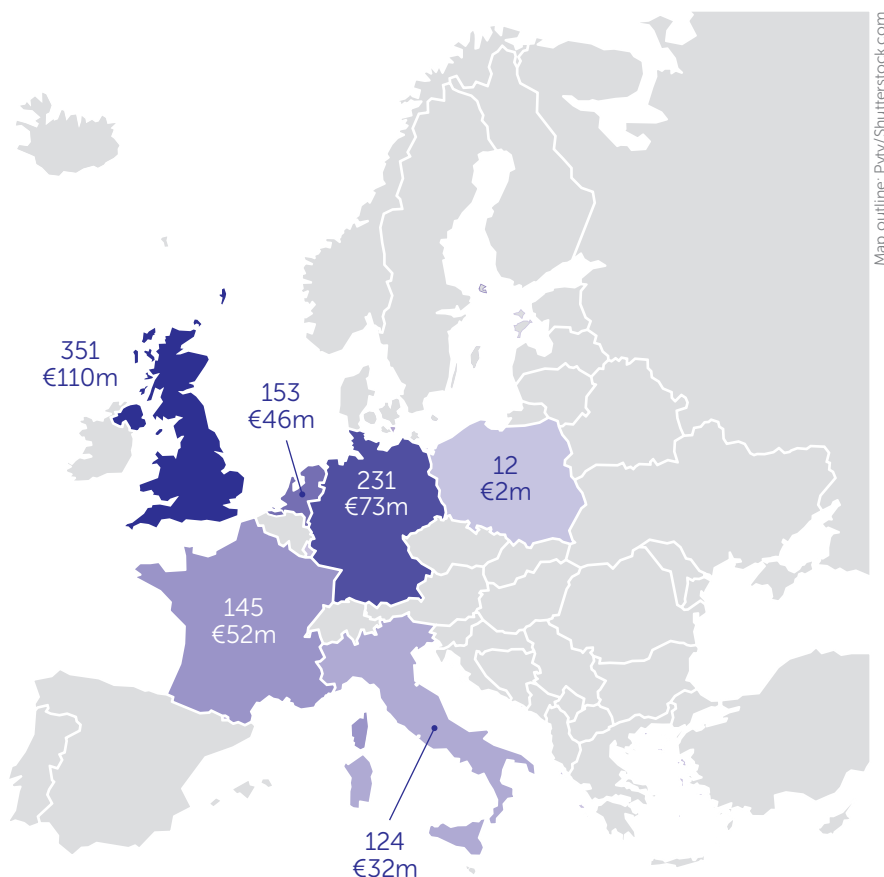 Map outline: Pyty/Shutterstock.com
351
€110m
153
€46m
12
€2m
231
€73m
145
€52m
124
€32m